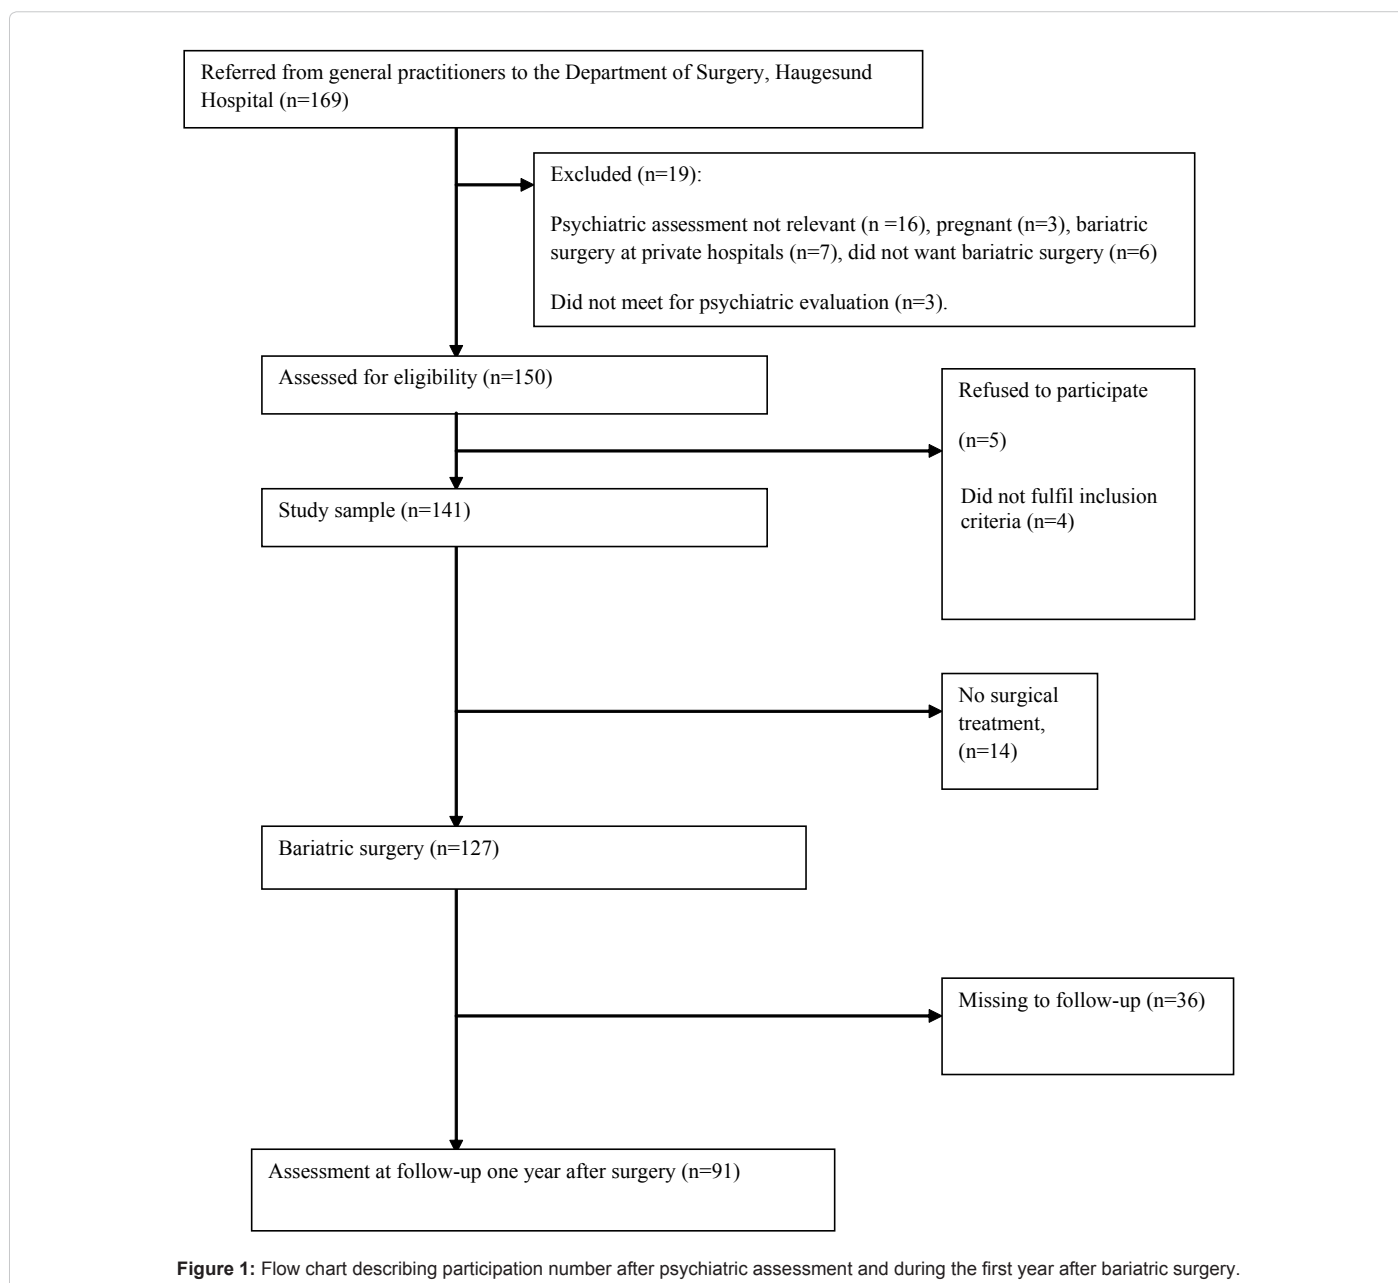 Referred from general practitioners to the Department of Surgery, Haugesund
Hospital (n=169)
Excluded (n=19):
Psychiatric assessment not relevant (n =16), pregnant (n=3), bariatric
surgery at private hospitals (n=7), did not want bariatric surgery (n=6)
Did not meet for psychiatric evaluation (n=3).
Assessed for eligibility (n=150)
Refused to participate
(n=5)
Did not fulfil inclusion
criteria (n=4)
Study sample (n=141)
No surgical
treatment,
(n=14)
Bariatric surgery (n=127)
Missing to follow-up (n=36)
Assessment at follow-up one year after surgery (n=91)
Figure 1: Flow chart describing participation number after psychiatric assessment and during the first year after bariatric surgery.